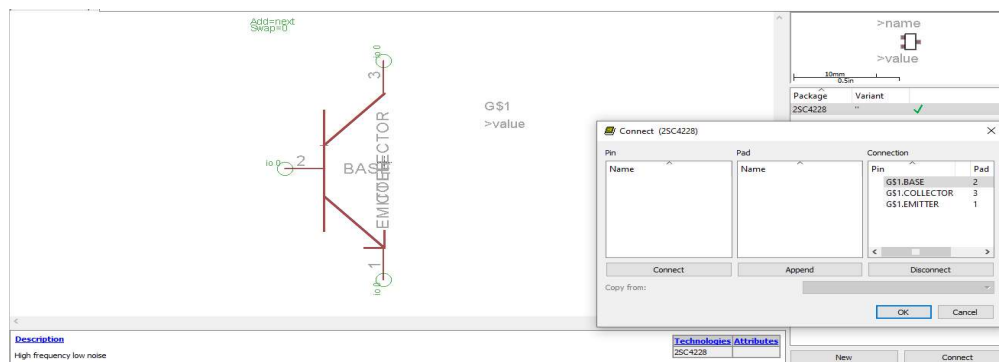 Add=next
Swap=0
io 0
3
COLLECTOR
G$1
>value
io 0
2
BASE
EMITTER
1
io 0
>name
>value
10mm
0.5in
Package Variant
2SC4228 ''
Connect (2SC4228)
Pin Pad Connection
Name Name Pin Pad
G$1.BASE 2
G$1.COLLECTOR 3
G$1.EMITTER 1
Connect Append Disconnect
Copy from:
OK Cancel
Description
High frequency low noise
Technologies Attributes
2SC4228
New Connect